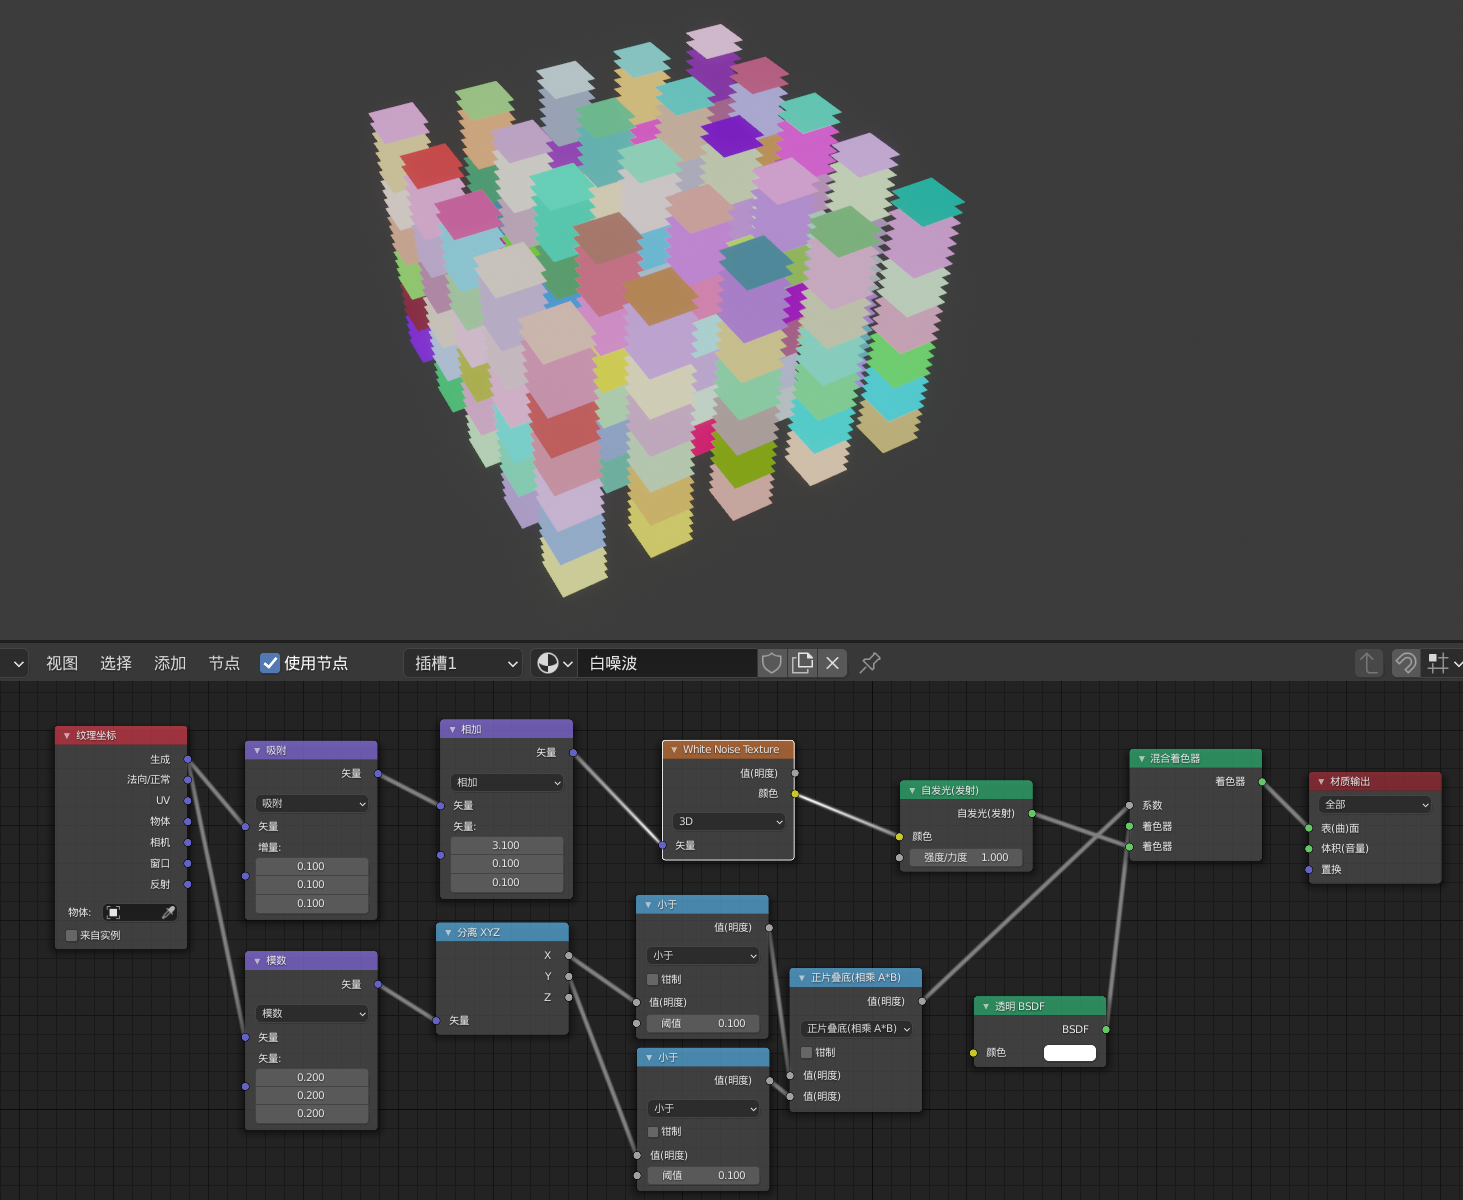 视图 选择 添加 节点 使用节点 插槽1 白噪波
纹理坐标
生成
法向/正常
UV
物体
相机
窗口
反射
物体:
来自实例
吸附
矢量
吸附
矢量
增量:
0.100
0.100
0.100
模数
矢量
模数
矢量
矢量:
0.200
0.200
0.200
相加
矢量
相加
矢量
矢量:
3.100
0.100
0.100
分离 XYZ
X
Y
Z
矢量
White Noise Texture
值(明度)
颜色
3D
矢量
小于
值(明度)
小于
钳制
值(明度)
阈值 0.100
小于
值(明度)
小于
钳制
值(明度)
阈值 0.100
正片叠底(相乘 A*B)
值(明度)
正片叠底(相乘 A*B)
钳制
值(明度)
值(明度)
自发光(发射)
自发光(发射)
颜色
强度/力度 1.000
透明 BSDF
BSDF
颜色
混合着色器
着色器
系数
着色器
着色器
材质输出
全部
表(曲)面
体积(音量)
置换